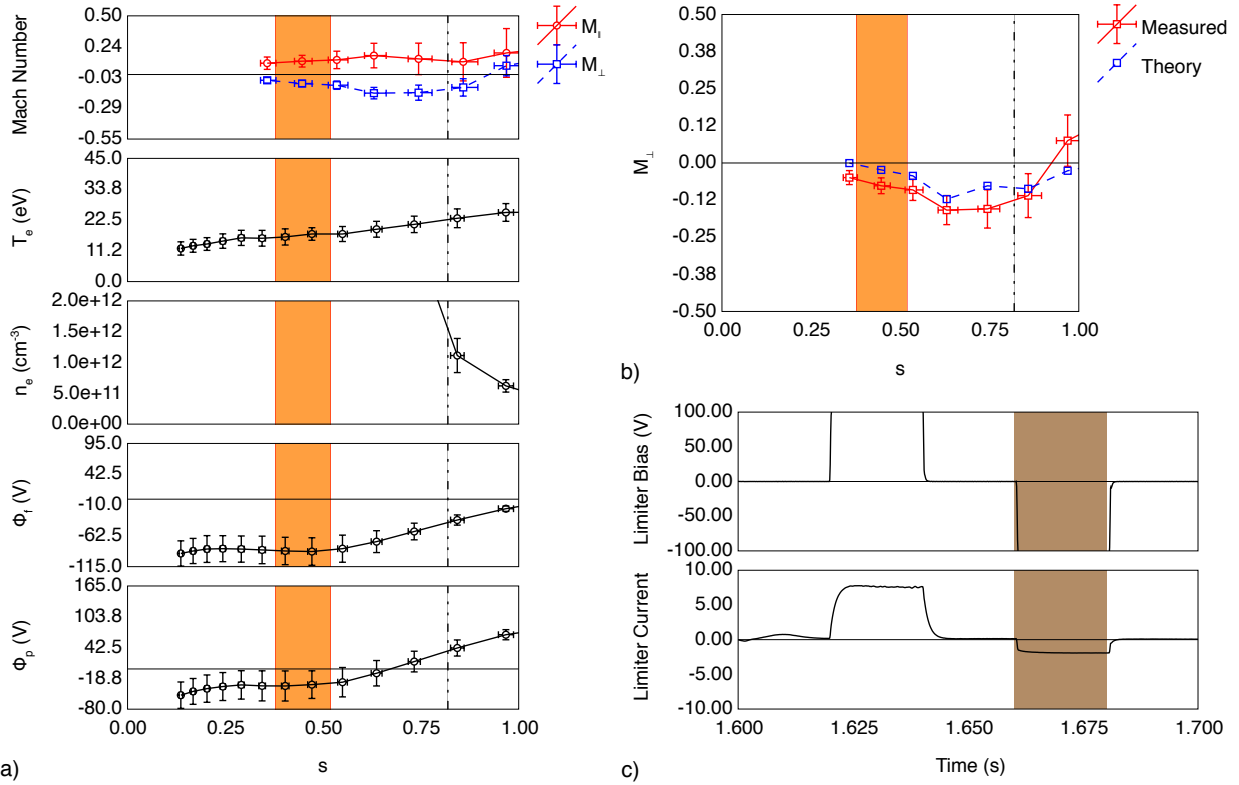 Mach Number
0.50
0.24
-0.03
-0.29
-0.55
M∥
M⊥
T_e (eV)
45.0
33.8
22.5
11.2
0.0
n_e (cm⁻³)
2.0e+12
1.5e+12
1.0e+12
5.0e+11
0.0e+00
Φ_f (V)
95.0
42.5
-10.0
-62.5
-115.0
Φ_p (V)
165.0
103.8
42.5
-18.8
-80.0
0.00 0.25 0.50 0.75 1.00
s
a)
M⊥
0.50
0.38
0.25
0.12
0.00
-0.12
-0.25
-0.38
-0.50
0.00 0.25 0.50 0.75 1.00
s
Measured
Theory
b)
Limiter Bias (V)
100.00
50.00
0.00
-50.00
-100.00
Limiter Current
10.00
5.00
0.00
-5.00
-10.00
1.600 1.625 1.650 1.675 1.700
Time (s)
c)